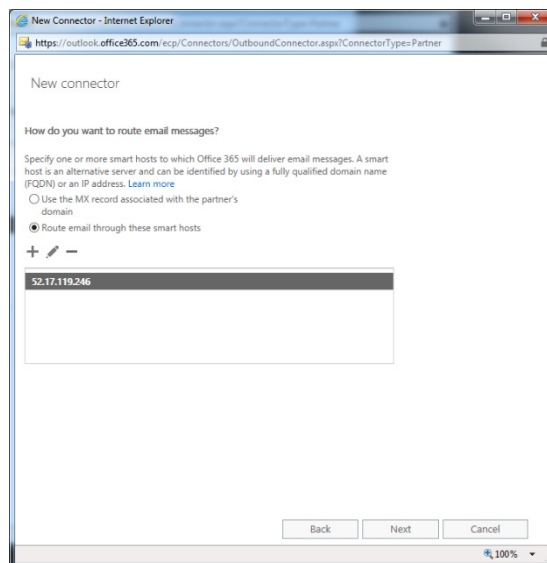 New Connector - Internet Explorer
https://outlook.office365.com/ecp/Connectors/OutboundConnector.aspx?ConnectorType=Partner
New connector
How do you want to route email messages?
Specify one or more smart hosts to which Office 365 will deliver email messages. A smart
host is an alternative server and can be identified by using a fully qualified domain name
(FQDN) or an IP address. Learn more
Use the MX record associated with the partner's
domain
Route email through these smart hosts
52.17.119.246
Back Next Cancel
100%